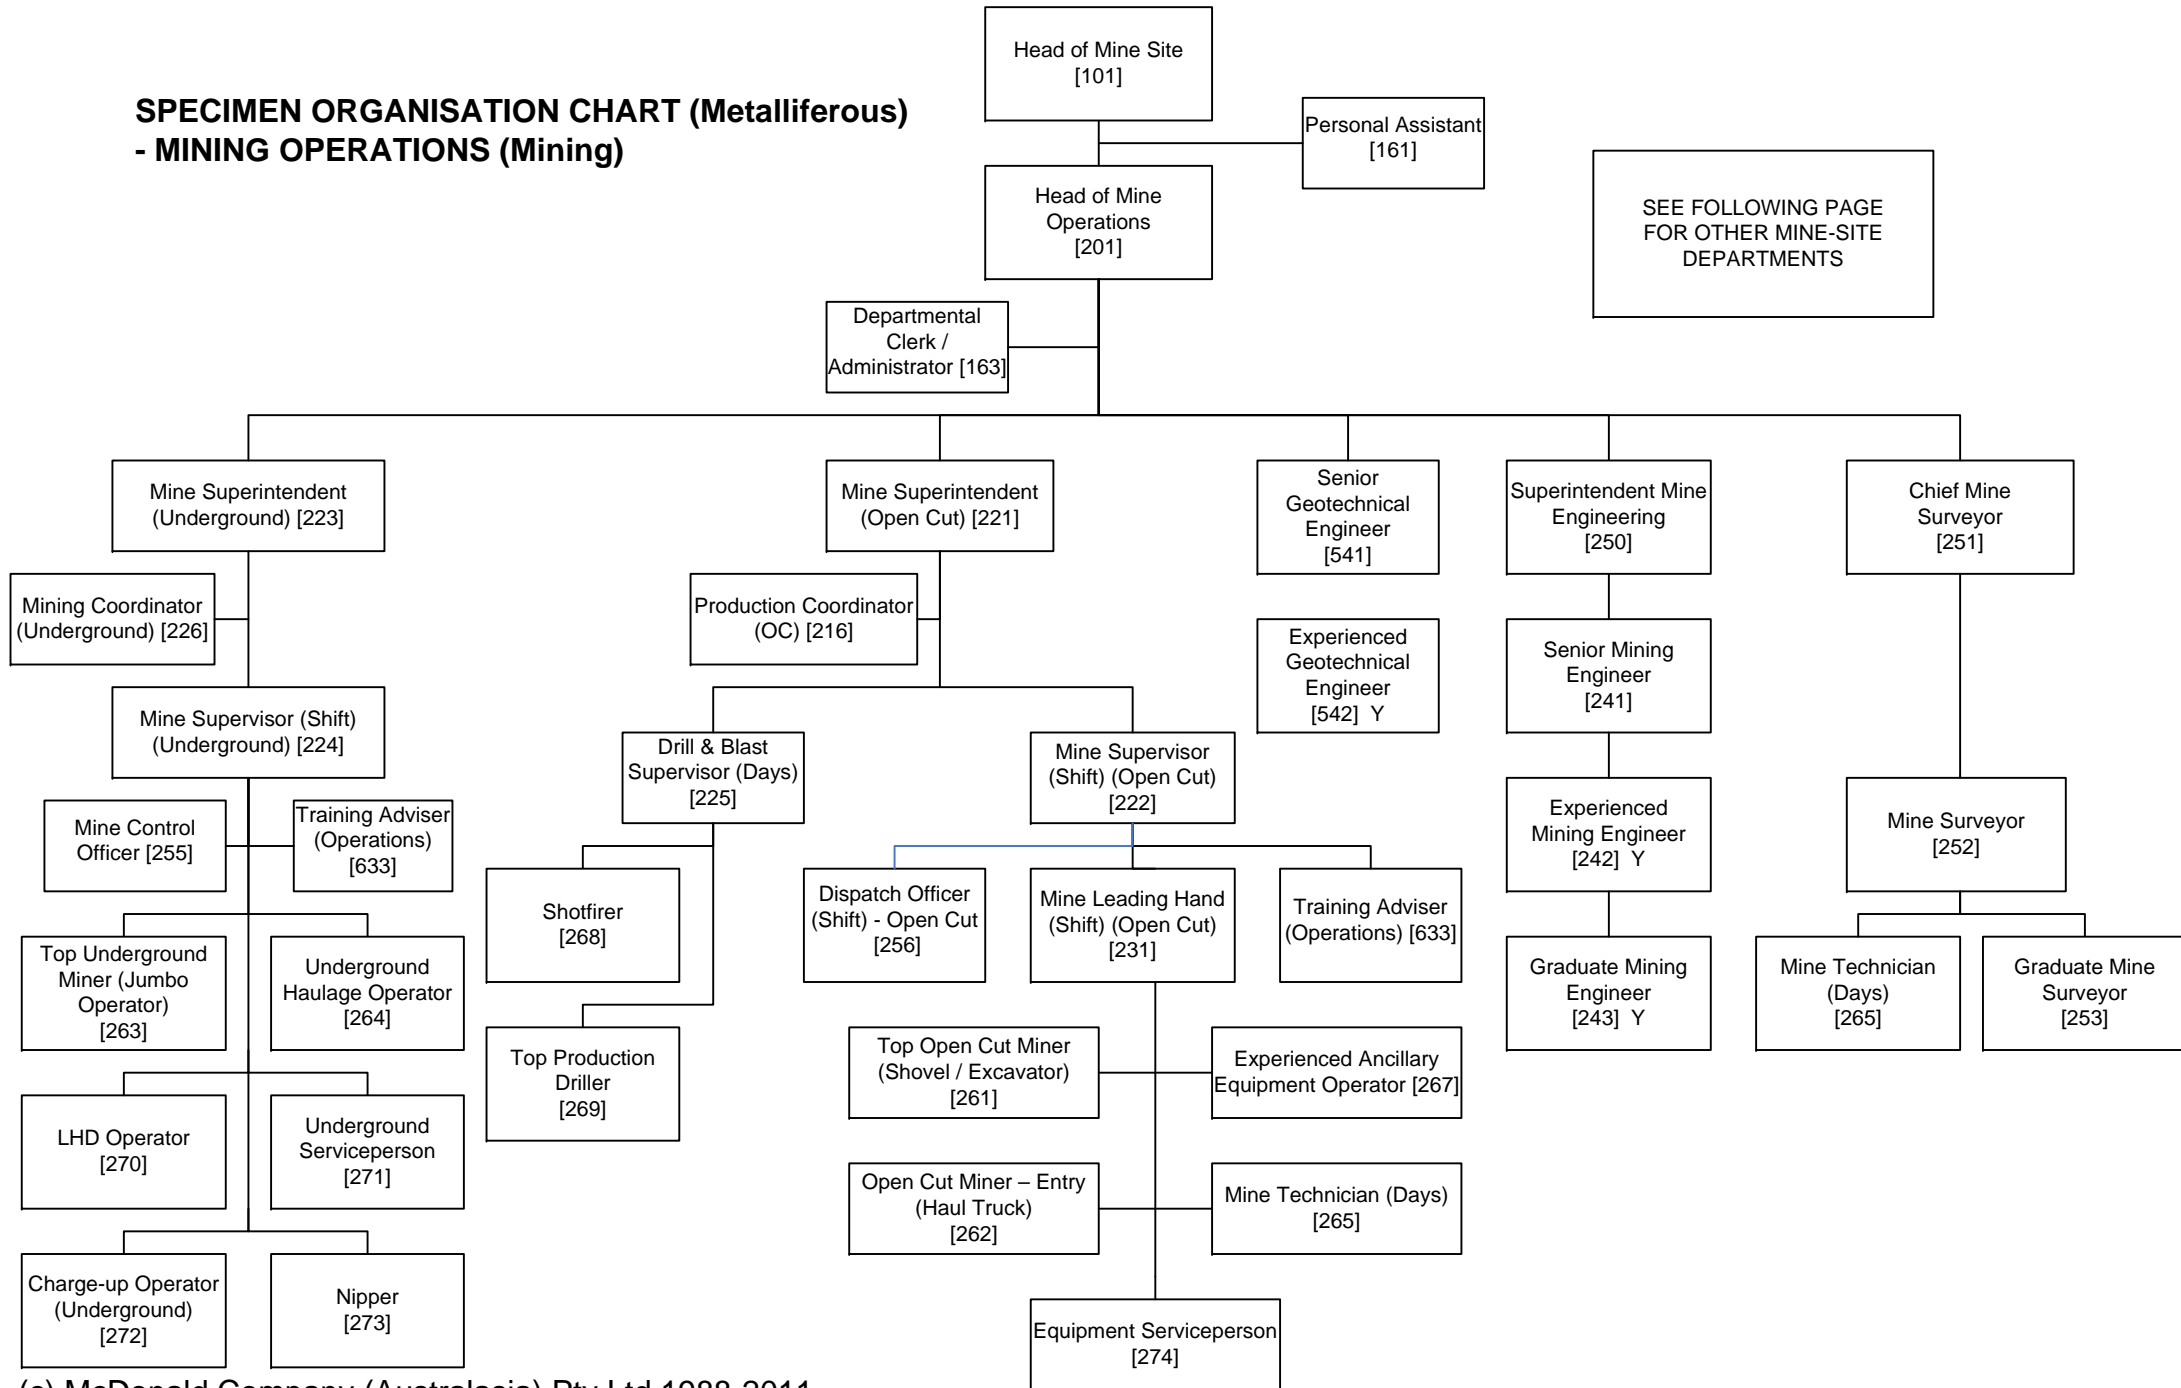 Head of Mine Site
[101]
SPECIMEN ORGANISATION CHART (Metalliferous)
- MINING OPERATIONS (Mining)
Personal Assistant
[161]
Head of Mine
Operations
[201]
SEE FOLLOWING PAGE
FOR OTHER MINE-SITE
DEPARTMENTS
Departmental
Clerk /
Administrator [163]
Mine Superintendent
(Underground) [223]
Mine Superintendent
(Open Cut) [221]
Senior
Geotechnical
Engineer
[541]
Superintendent Mine
Engineering
[250]
Chief Mine
Surveyor
[251]
Mining Coordinator
(Underground) [226]
Production Coordinator
(OC) [216]
Experienced
Geotechnical
Engineer
[542] Y
Senior Mining
Engineer
[241]
Mine Supervisor (Shift)
(Underground) [224]
Drill & Blast
Supervisor (Days)
[225]
Mine Supervisor
(Shift) (Open Cut)
[222]
Experienced
Mining Engineer
[242] Y
Mine Surveyor
[252]
Mine Control
Officer [255]
Training Adviser
(Operations)
[633]
Shotfirer
[268]
Dispatch Officer
(Shift) - Open Cut
[256]
Mine Leading Hand
(Shift) (Open Cut)
[231]
Training Adviser
(Operations) [633]
Top Underground
Miner (Jumbo
Operator)
[263]
Underground
Haulage Operator
[264]
Graduate Mining
Engineer
[243] Y
Mine Technician
(Days)
[265]
Graduate Mine
Surveyor
[253]
Top Production
Driller
[269]
Top Open Cut Miner
(Shovel / Excavator)
[261]
Experienced Ancillary
Equipment Operator [267]
LHD Operator
[270]
Underground
Serviceperson
[271]
Open Cut Miner – Entry
(Haul Truck)
[262]
Mine Technician (Days)
[265]
Charge-up Operator
(Underground)
[272]
Nipper
[273]
Equipment Serviceperson
[274]
(c) McDonald Company (Australasia) Pty Ltd 1988-2011